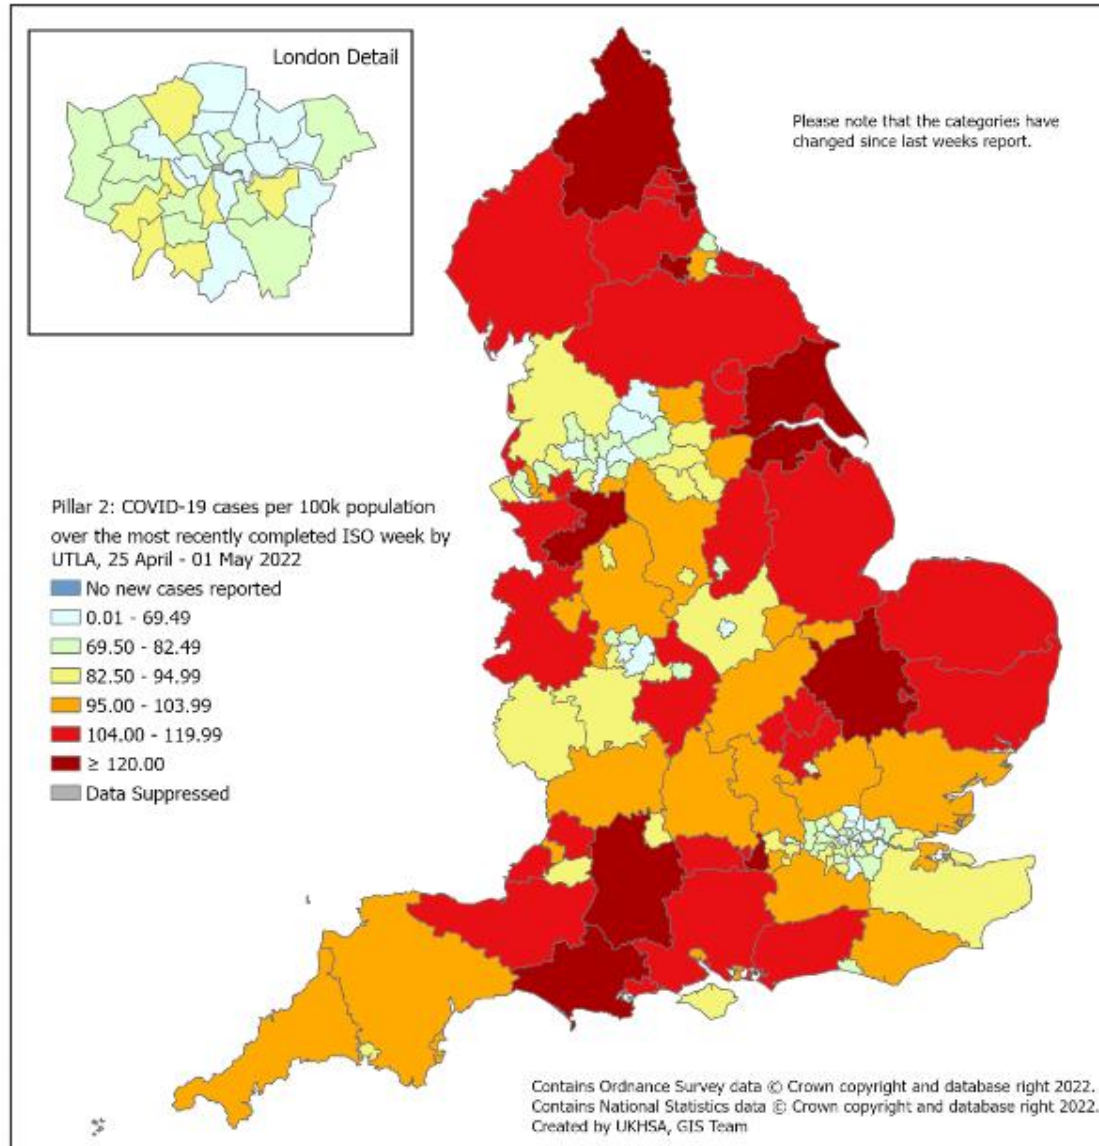 London Detail
Please note that the categories have
changed since last weeks report.
Pillar 2: COVID-19 cases per 100k population
over the most recently completed ISO week by
UTLA, 25 April - 01 May 2022
No new cases reported
0.01 - 69.49
69.50 - 82.49
82.50 - 94.99
95.00 - 103.99
104.00 - 119.99
≥ 120.00
Data Suppressed
Contains Ordnance Survey data © Crown copyright and database right 2022.
Contains National Statistics data © Crown copyright and database right 2022.
Created by UKHSA, GIS Team